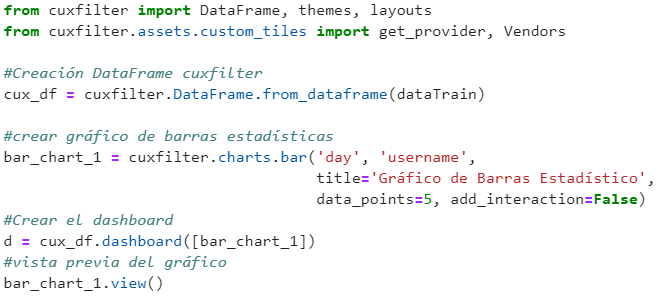 from cuxfilter import DataFrame, themes, layouts
from cuxfilter.assets.custom_tiles import get_provider, Vendors

#Creación DataFrame cuxfilter
cux_df = cuxfilter.DataFrame.from_dataframe(dataTrain)

#crear gráfico de barras estadísticas
bar_chart_1 = cuxfilter.charts.bar('day', 'username',
                                   title='Gráfico de Barras Estadístico',
                                   data_points=5, add_interaction=False)
#Crear el dashboard
d = cux_df.dashboard([bar_chart_1])
#vista previa del gráfico
bar_chart_1.view()